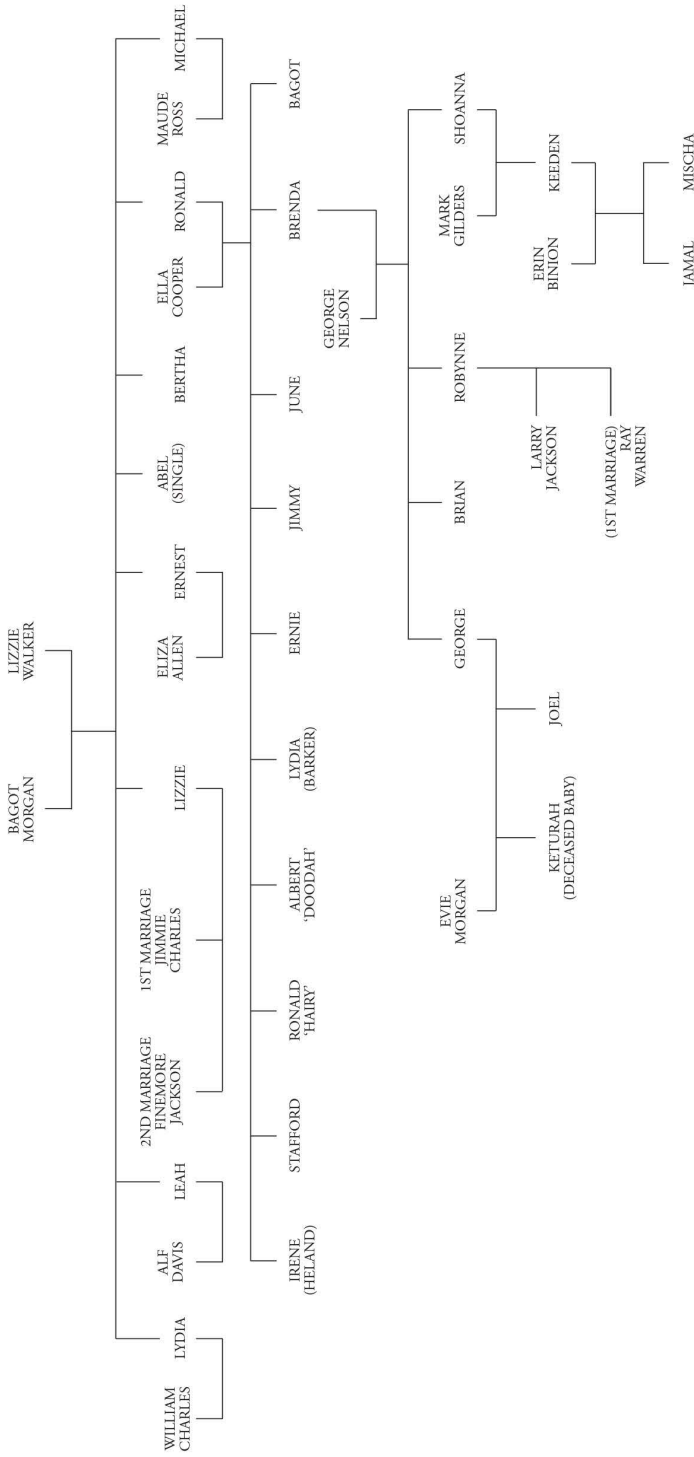 BAGOT
MORGAN
LIZZIE
WALKER
WILLIAM
CHARLES
LYDIA
ALF
DAVIS
LEAH
2ND MARRIAGE
FINEMORE
JACKSON
1ST MARRIAGE
JIMMIE
CHARLES
LIZZIE
ELIZA
ALLEN
ERNEST
ABEL
(SINGLE)
BERTHA
ELLA
COOPER
RONALD
MAUDE
ROSS
MICHAEL
IRENE
(HELAND)
STAFFORD
RONALD
‘HAIRY’
ALBERT
‘DOODAH’
LYDIA
(BARKER)
ERNIE
JIMMY
JUNE
BRENDA
BAGOT
GEORGE
NELSON
EVIE
MORGAN
GEORGE
BRIAN
ROBYNNE
MARK
GILDERS
SHOANNA
KETURAH
(DECEASED BABY)
JOEL
LARRY
JACKSON
(1ST MARRIAGE)
RAY
WARREN
ERIN
BINION
KEEDEN
JAMAL
MISCHA